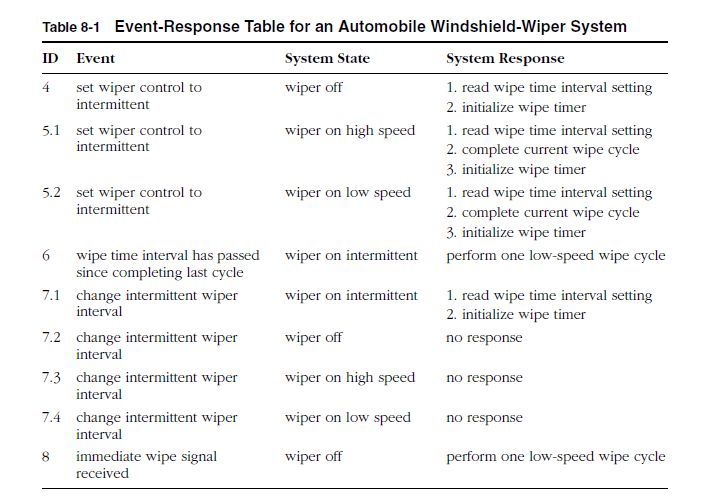 Table 8-1 Event-Response Table for an Automobile Windshield-Wiper System
ID Event System State System Response
4 set wiper control to intermittent wiper off 1. read wipe time interval setting
2. initialize wipe timer
5.1 set wiper control to intermittent wiper on high speed 1. read wipe time interval setting
2. complete current wipe cycle
3. initialize wipe timer
5.2 set wiper control to intermittent wiper on low speed 1. read wipe time interval setting
2. complete current wipe cycle
3. initialize wipe timer
6 wipe time interval has passed since completing last cycle wiper on intermittent perform one low-speed wipe cycle
7.1 change intermittent wiper interval wiper on intermittent 1. read wipe time interval setting
2. initialize wipe timer
7.2 change intermittent wiper interval wiper off no response
7.3 change intermittent wiper interval wiper on high speed no response
7.4 change intermittent wiper interval wiper on low speed no response
8 immediate wipe signal received wiper off perform one low-speed wipe cycle